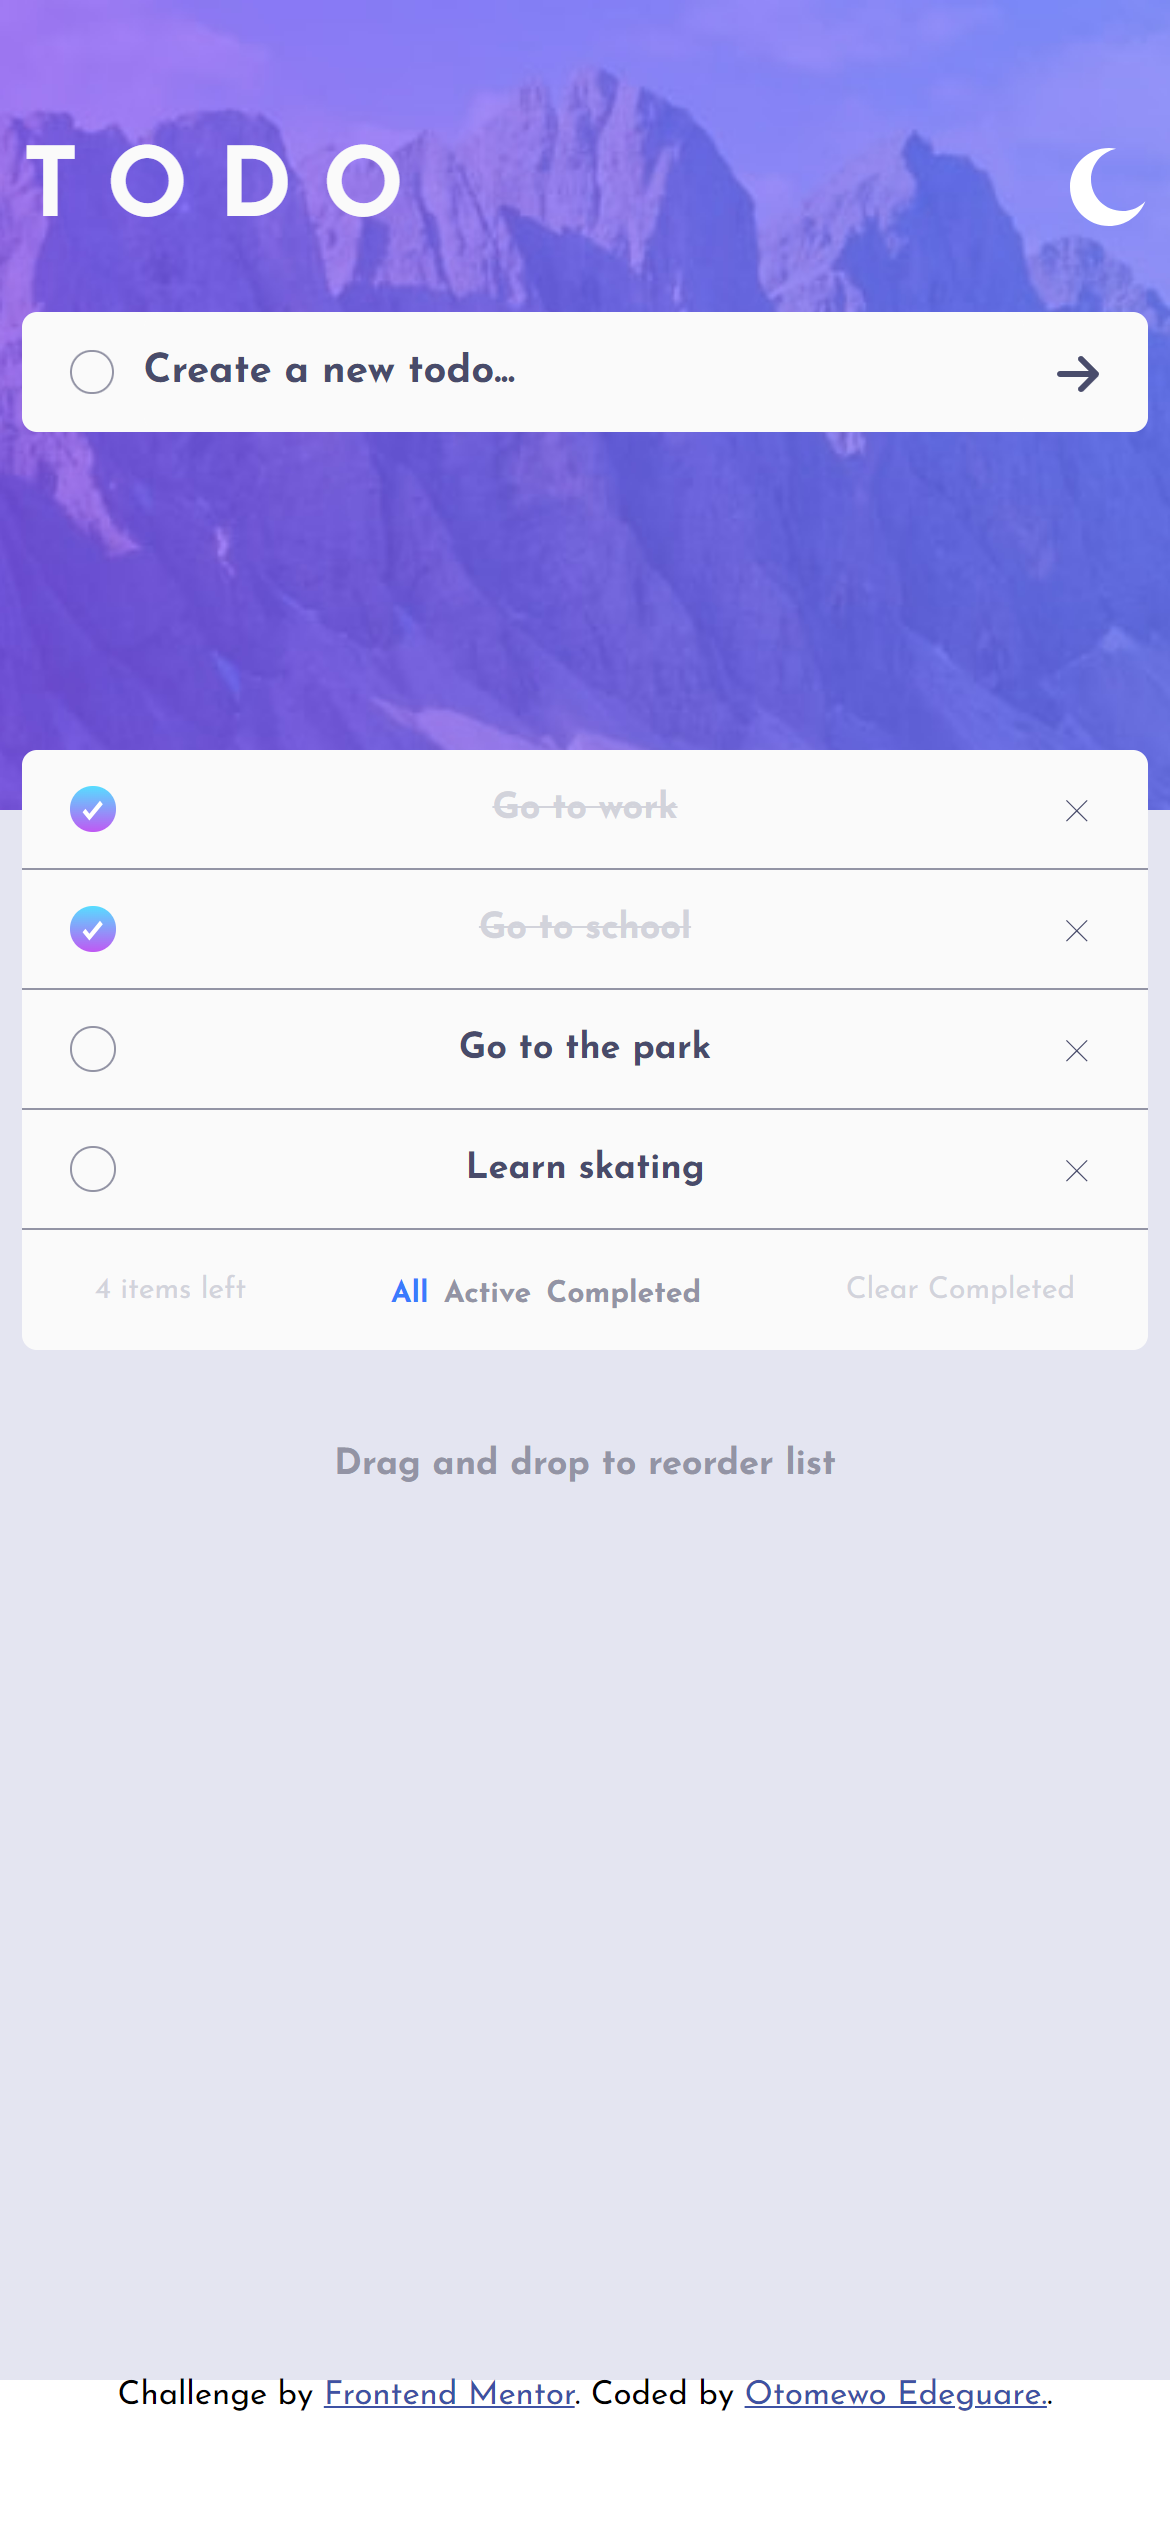 TODO
Create a new todo...
Go to work
Go to school
Go to the park
Learn skating
4 items left All Active Completed Clear Completed
Drag and drop to reorder list
Challenge by Frontend Mentor. Coded by Otomewo Edeguare..